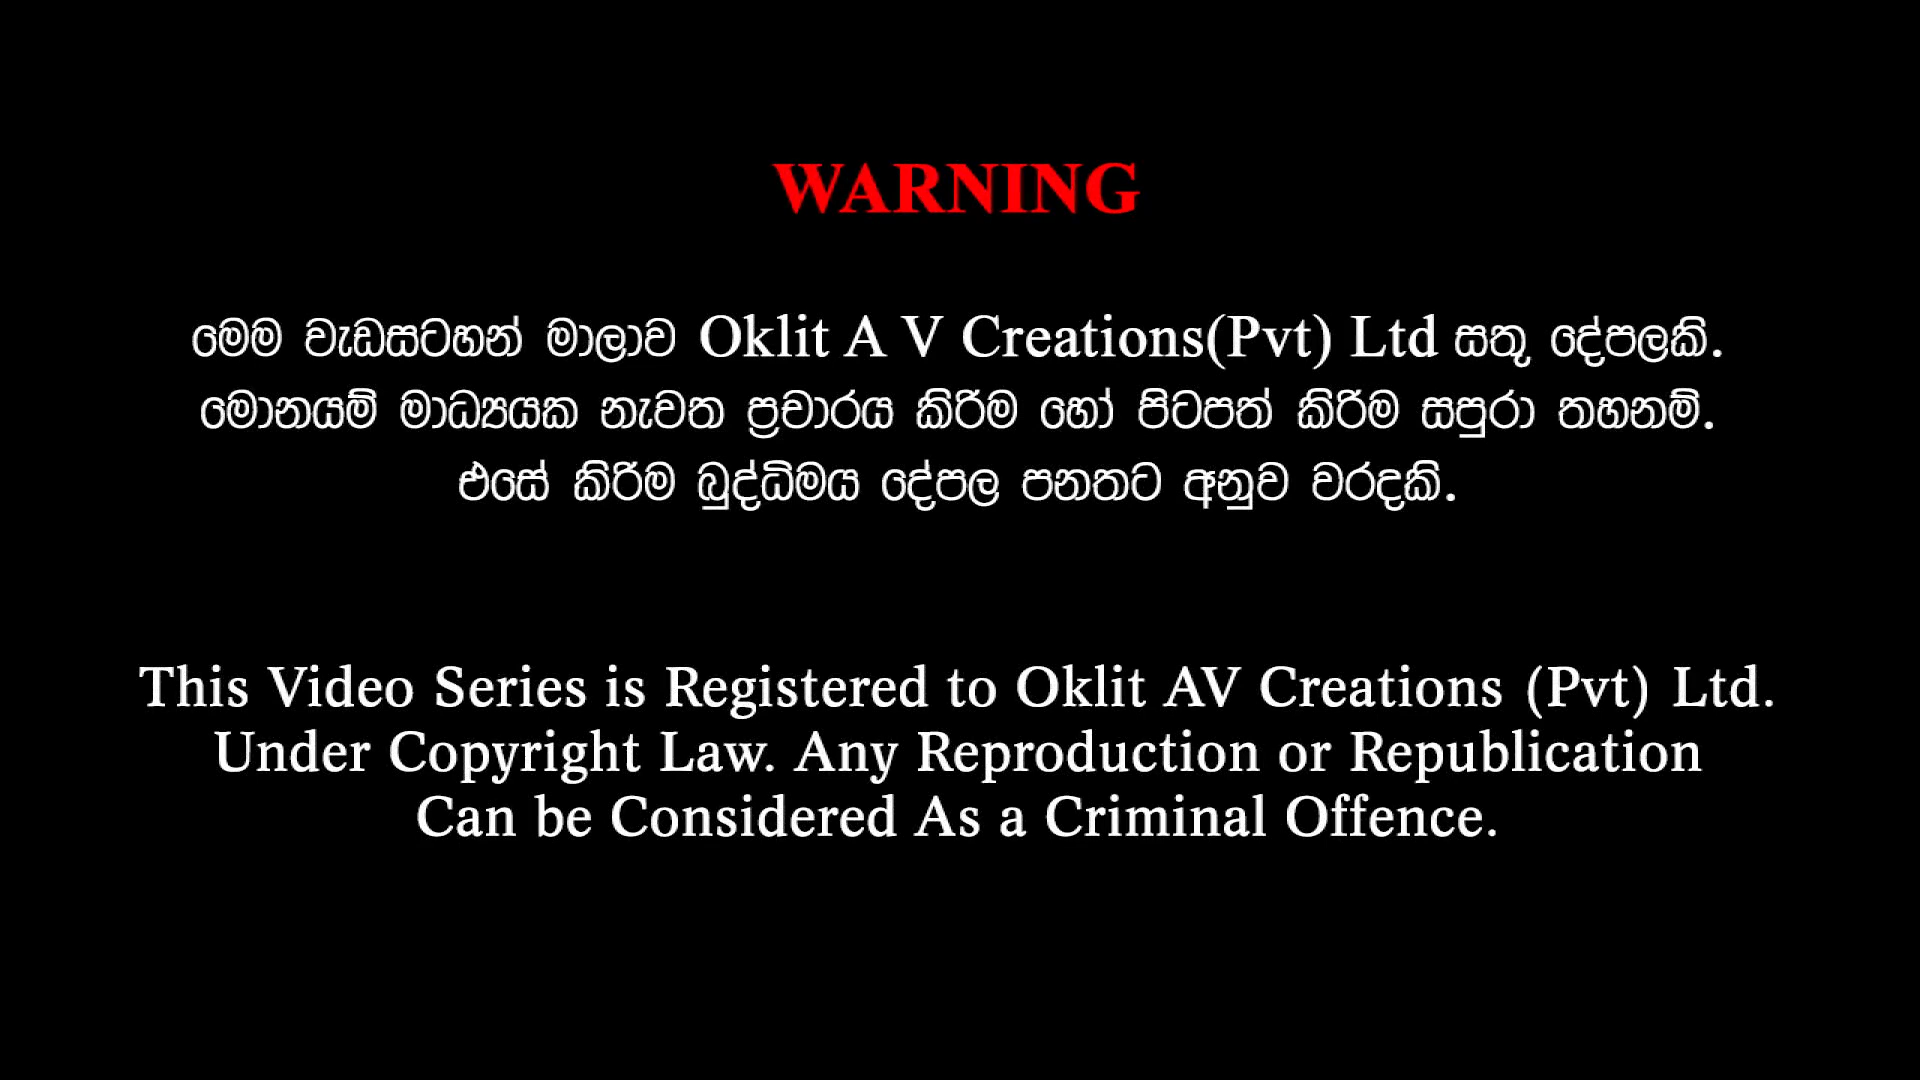 WARNING
මෙම වැඩසටහන් මාලාව Oklit A V Creations(Pvt) Ltd සතු දේපලකි.
මොනයම් මාධ්‍යයක නැවත ප්‍රචාරය කිරිම හෝ පිටපත් කිරිම සපුරා තහනම්.
එසේ කිරිම බුද්ධිමය දේපල පනතට අනුව වරදකි.
This Video Series is Registered to Oklit AV Creations (Pvt) Ltd.
Under Copyright Law. Any Reproduction or Republication
Can be Considered As a Criminal Offence.